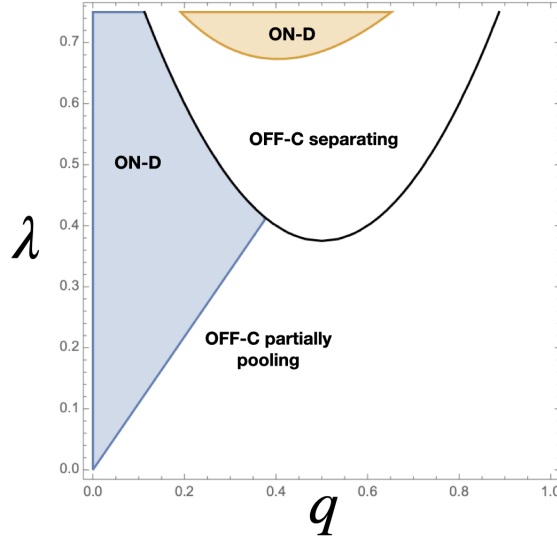 0.7
ON-D
0.6
OFF-C separating
0.5
ON-D
λ
0.4
0.3
OFF-C partially
pooling
0.2
0.1
0.0
0.0 0.2 0.4 0.6 0.8 1.0
q